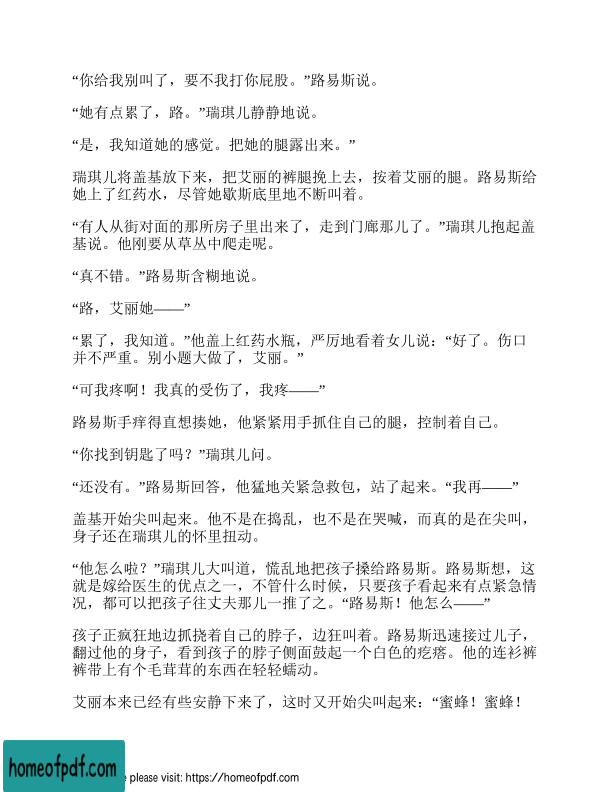 “你给我别叫了，要不我打你屁股。”路易斯说。
“她有点累了，路。”瑞琪儿静静地说。
“是，我知道她的感觉。把她的腿露出来。”
瑞琪儿将盖基放下来，把艾丽的裤腿挽上去，按着艾丽的腿。路易斯给
她上了红药水，尽管她歇斯底里地不断叫着。
“有人从街对面的那所房子里出来了，走到门廊那儿了。”瑞琪儿抱起盖
基说。他刚要从草丛中爬走呢。
“真不错。”路易斯含糊地说。
“路，艾丽她——”
“累了，我知道。”他盖上红药水瓶，严厉地看着女儿说：“好了。伤口
并不严重。别小题大做了，艾丽。”
“可我疼啊！我真的受伤了，我疼——”
路易斯手痒得直想揍她，他紧紧用手抓住自己的腿，控制着自己。
“你找到钥匙了吗？”瑞琪儿问。
“还没有。”路易斯回答，他猛地关紧急救包，站了起来。“我再——”
盖基开始尖叫起来。他不是在捣乱，也不是在哭喊，而真的是在尖叫，
身子还在瑞琪儿的怀里扭动。
“他怎么啦？”瑞琪儿大叫道，慌乱地把孩子搡给路易斯。路易斯想，这
就是嫁给医生的优点之一，不管什么时候，只要孩子看起来有点紧急情
况，都可以把孩子往丈夫那儿一推了之。“路易斯！他怎么——”
孩子正疯狂地边抓挠着自己的脖子，边狂叫着。路易斯迅速接过儿子，
翻过他的身子，看到孩子的脖子侧面鼓起一个白色的疙瘩。他的连衫裤
裤带上有个毛茸茸的东西在轻轻蠕动。
艾丽本来已经有些安静下来了，这时又开始尖叫起来：“蜜蜂！蜜蜂！
homeofpdf.com
e please visit: https://homeofpdf.com